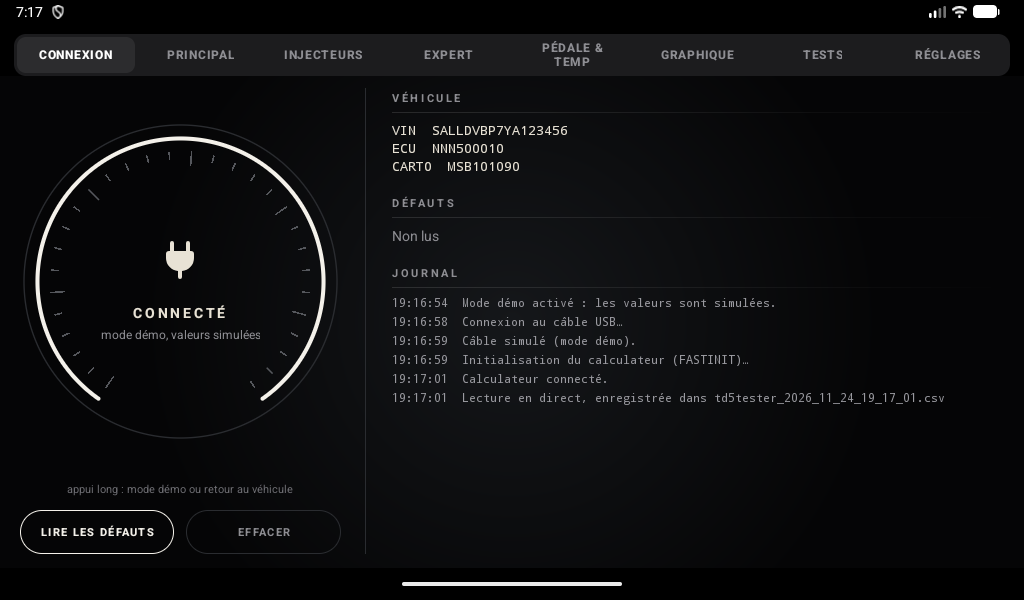 7:17
CONNEXION
PRINCIPAL
INJECTEURS
EXPERT
PÉDALE &
TEMP
GRAPHIQUE
TESTS
RÉGLAGES
CONNECTÉ
mode démo, valeurs simulées
appui long : mode démo ou retour au véhicule
LIRE LES DÉFAUTS
EFFACER
VÉHICULE
VIN SALLDVBP7YA123456
ECU NNN500010
CARTO MSB101090
DÉFAUTS
Non lus
JOURNAL
19:16:54 Mode démo activé : les valeurs sont simulées.
19:16:58 Connexion au câble USB…
19:16:59 Câble simulé (mode démo).
19:16:59 Initialisation du calculateur (FASTINIT)…
19:17:01 Calculateur connecté.
19:17:01 Lecture en direct, enregistrée dans td5tester_2026_11_24_19_17_01.csv